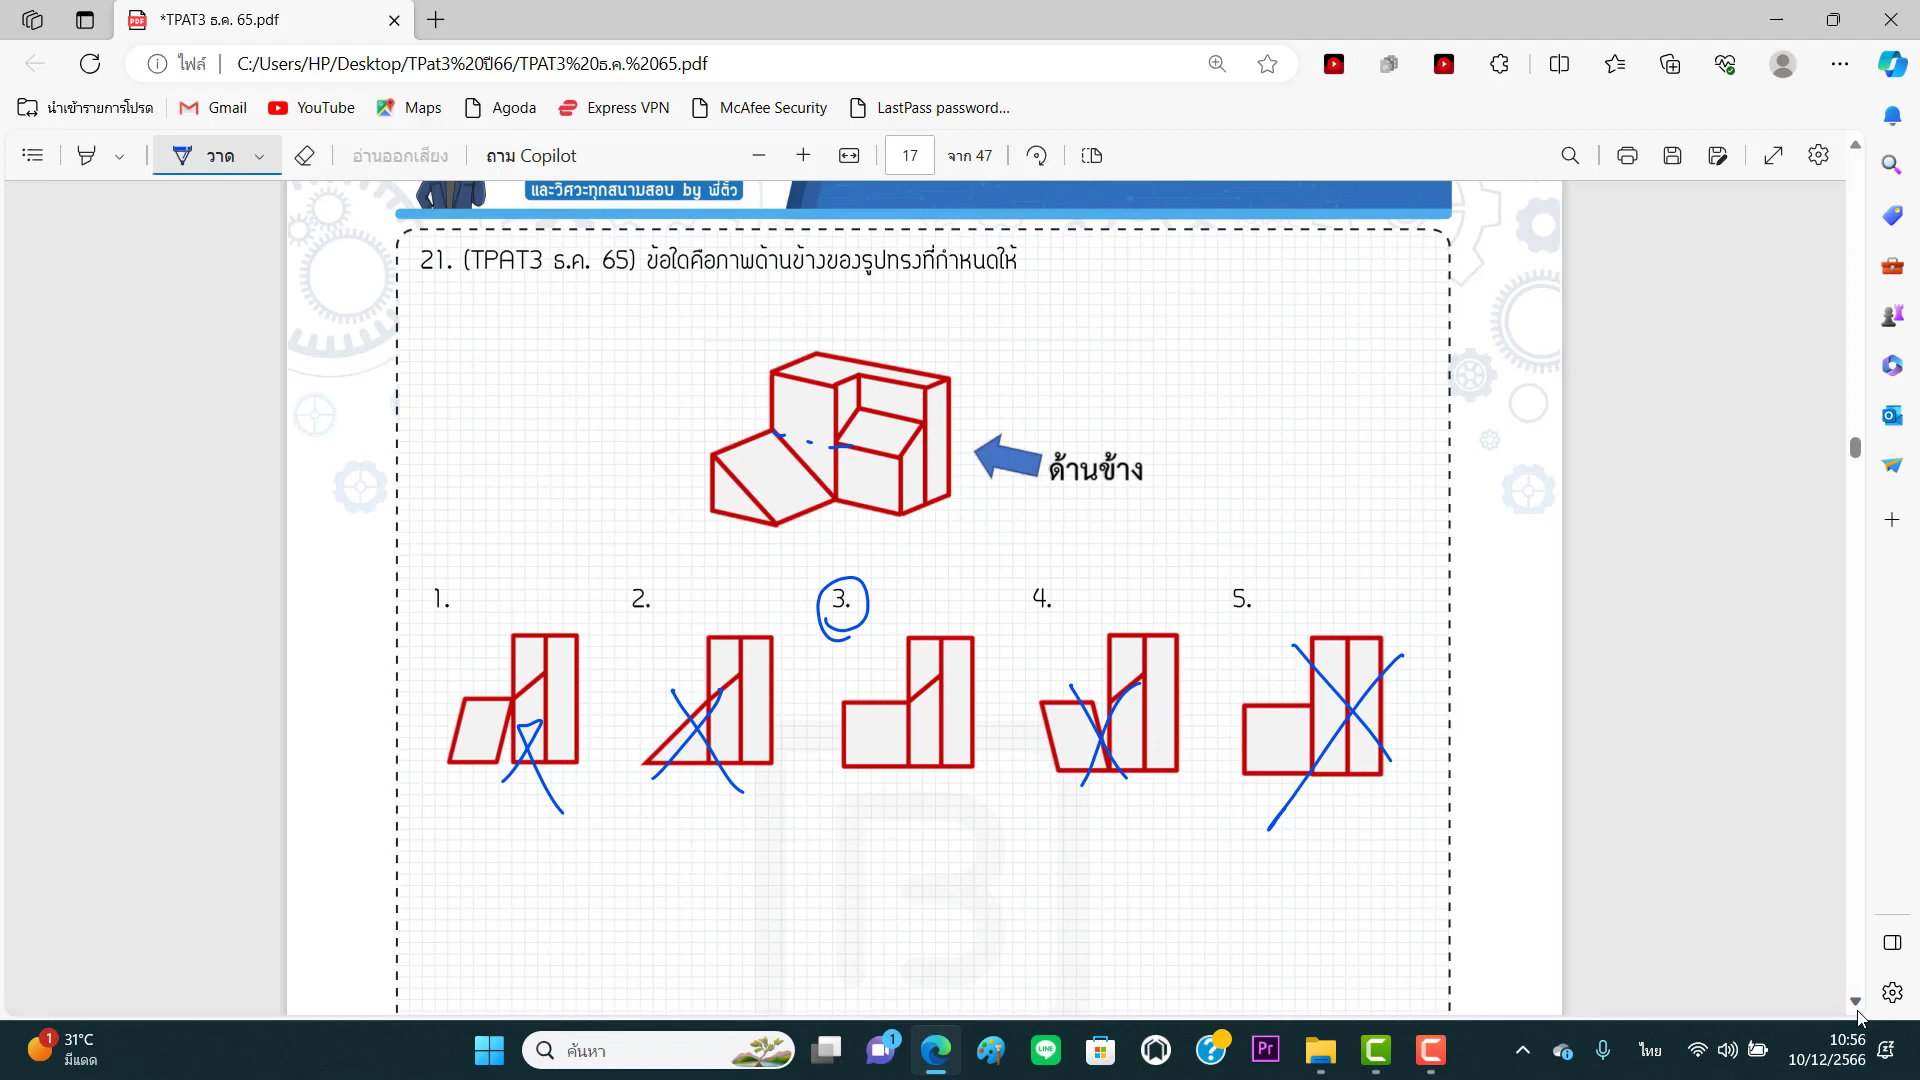 *TPAT3 ธ.ค. 65.pdf
ไฟล์ C:/Users/HP/Desktop/TPat3%20ปี66/TPAT3%20ธ.ค.%2065.pdf
นำเข้ารายการโปรด Gmail YouTube Maps Agoda Express VPN McAfee Security LastPass password...
วาด อ่านออกเสียง ถาม Copilot 17 จาก 47
และวิศวะทุกสนามสอบ by พี่ติ๋ว
21. (TPAT3 ธ.ค. 65) ข้อใดคือภาพด้านข้างของรูปทรงที่กำหนดให้
ด้านข้าง
1. 2. 3. 4. 5.
1 31°C
มีแดด
ค้นหา
1
LINE
Pr
ไทย
10:56
10/12/2566